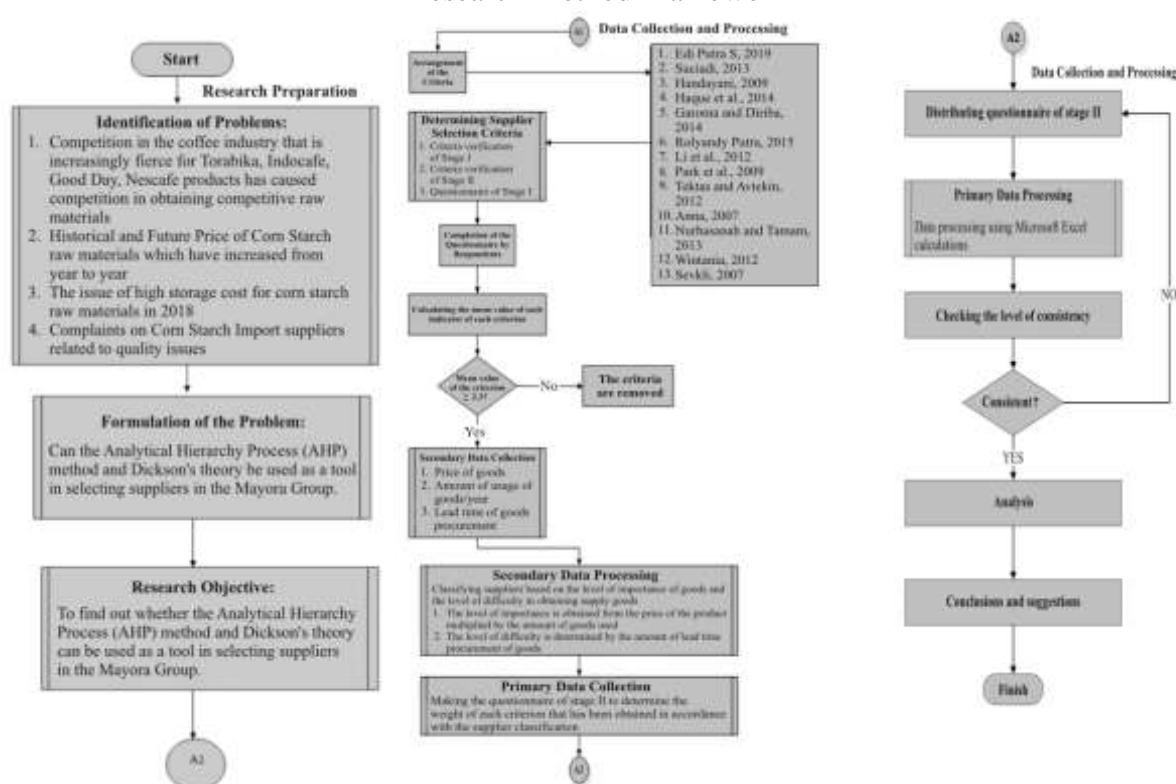 Start
Research Preparation
Identification of Problems:
1. Competition in the coffee industry that is
increasingly fierce for Torabika, Indocafe,
Good Day, Nescafe products has caused
competition in obtaining competitive raw
materials
2. Historical and Future Price of Corn Starch
raw materials which have increased from
year to year
3. The issue of high storage cost for corn starch
raw materials in 2018
4. Complaints on Corn Starch Import suppliers
related to quality issues
Formulation of the Problem:
Can the Analytical Hierarchy Process (AHP)
method and Dickson's theory be used as a tool
in selecting suppliers in the Mayora Group.
Research Objective:
To find out whether the Analytical Hierarchy
Process (AHP) method and Dickson's theory
can be used as a tool in selecting suppliers
in the Mayora Group.
A2
Data Collection and Processing
Arrangement
of the
Criteria
1. Edi Putra S, 2019
2. Suciadi, 2013
3. Handayani, 2009
4. Haque et al., 2014
5. Garoma and Diriba,
2014
6. Rolyandy Putra, 2015
7. Li et al., 2012
8. Park et al., 2009
9. Tektas and Aytekin,
2012
10. Anna, 2007
11. Nurhasanah and Tamam,
2013
12. Wintania, 2012
13. Sevkli, 2007
Determining Supplier
Selection Criteria
1. Criteria verification
of Stage I
2. Criteria verification
of Stage II
3. Questionnaire of Stage I
Completion of the
Questionnaire by
Respondents
Calculating the mean value of each
indicator of each criterion
Mean value
of the criterion
No
The criteria
are removed
Yes
Secondary Data Collection
1. Price of goods
2. Amount of usage of
goods/year
3. Lead time of goods
procurement
Secondary Data Processing
Classifying suppliers based on the level of importance of goods and
the level of difficulty in obtaining supply goods
1. The level of importance is obtained form the price of the product
multiplied by the amount of goods used
2. The level of difficulty is determined by the amount of lead time
procurement of goods
Primary Data Collection
Making the questionnaire of stage II to determine the
weight of each criterion that has been obtained in accordance
with the supplier classification
A2
A2
Data Collection and Processing
Distributing questionnaire of stage II
Primary Data Processing
Data processing using Microsoft Excel
calculations
NO
Checking the level of consistency
Consistent?
YES
Analysis
Conclusions and suggestions
Finish